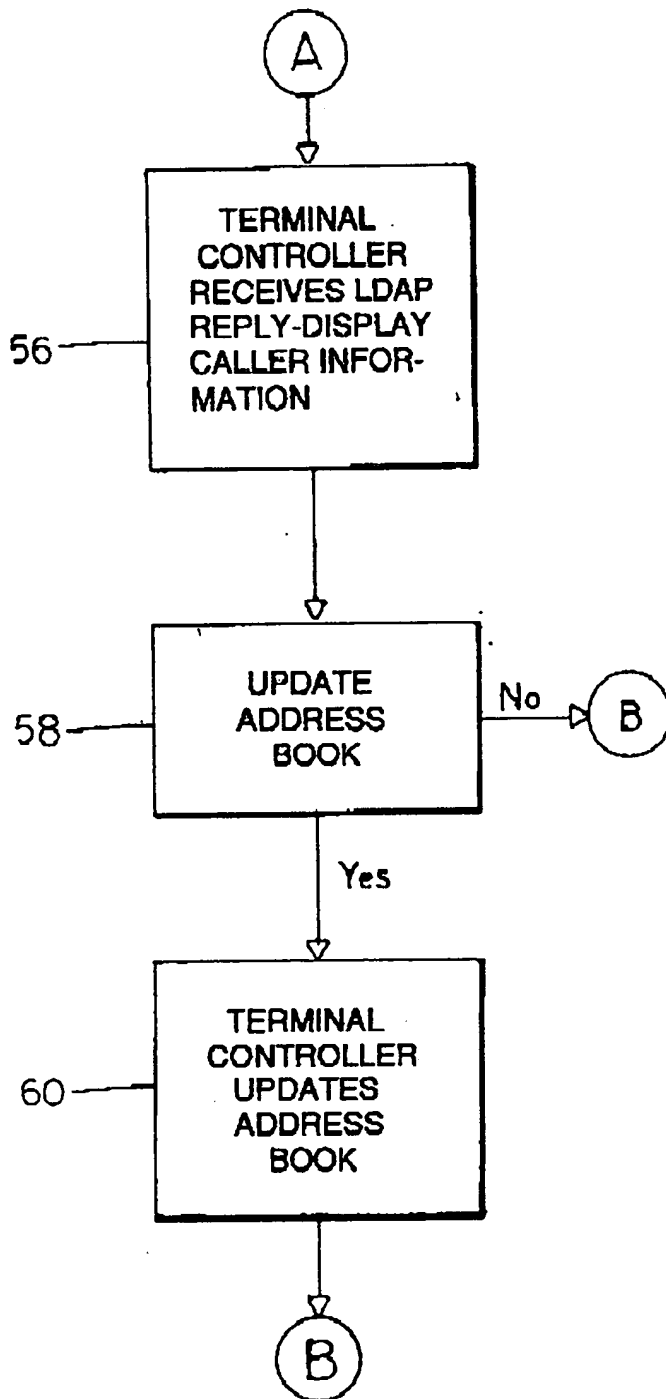 A
TERMINAL
CONTROLLER
RECEIVES LDAP
REPLY-DISPLAY
CALLER INFOR-
MATION
56
UPDATE
ADDRESS
BOOK
58
No
B
Yes
TERMINAL
CONTROLLER
UPDATES
ADDRESS
BOOK
60
B